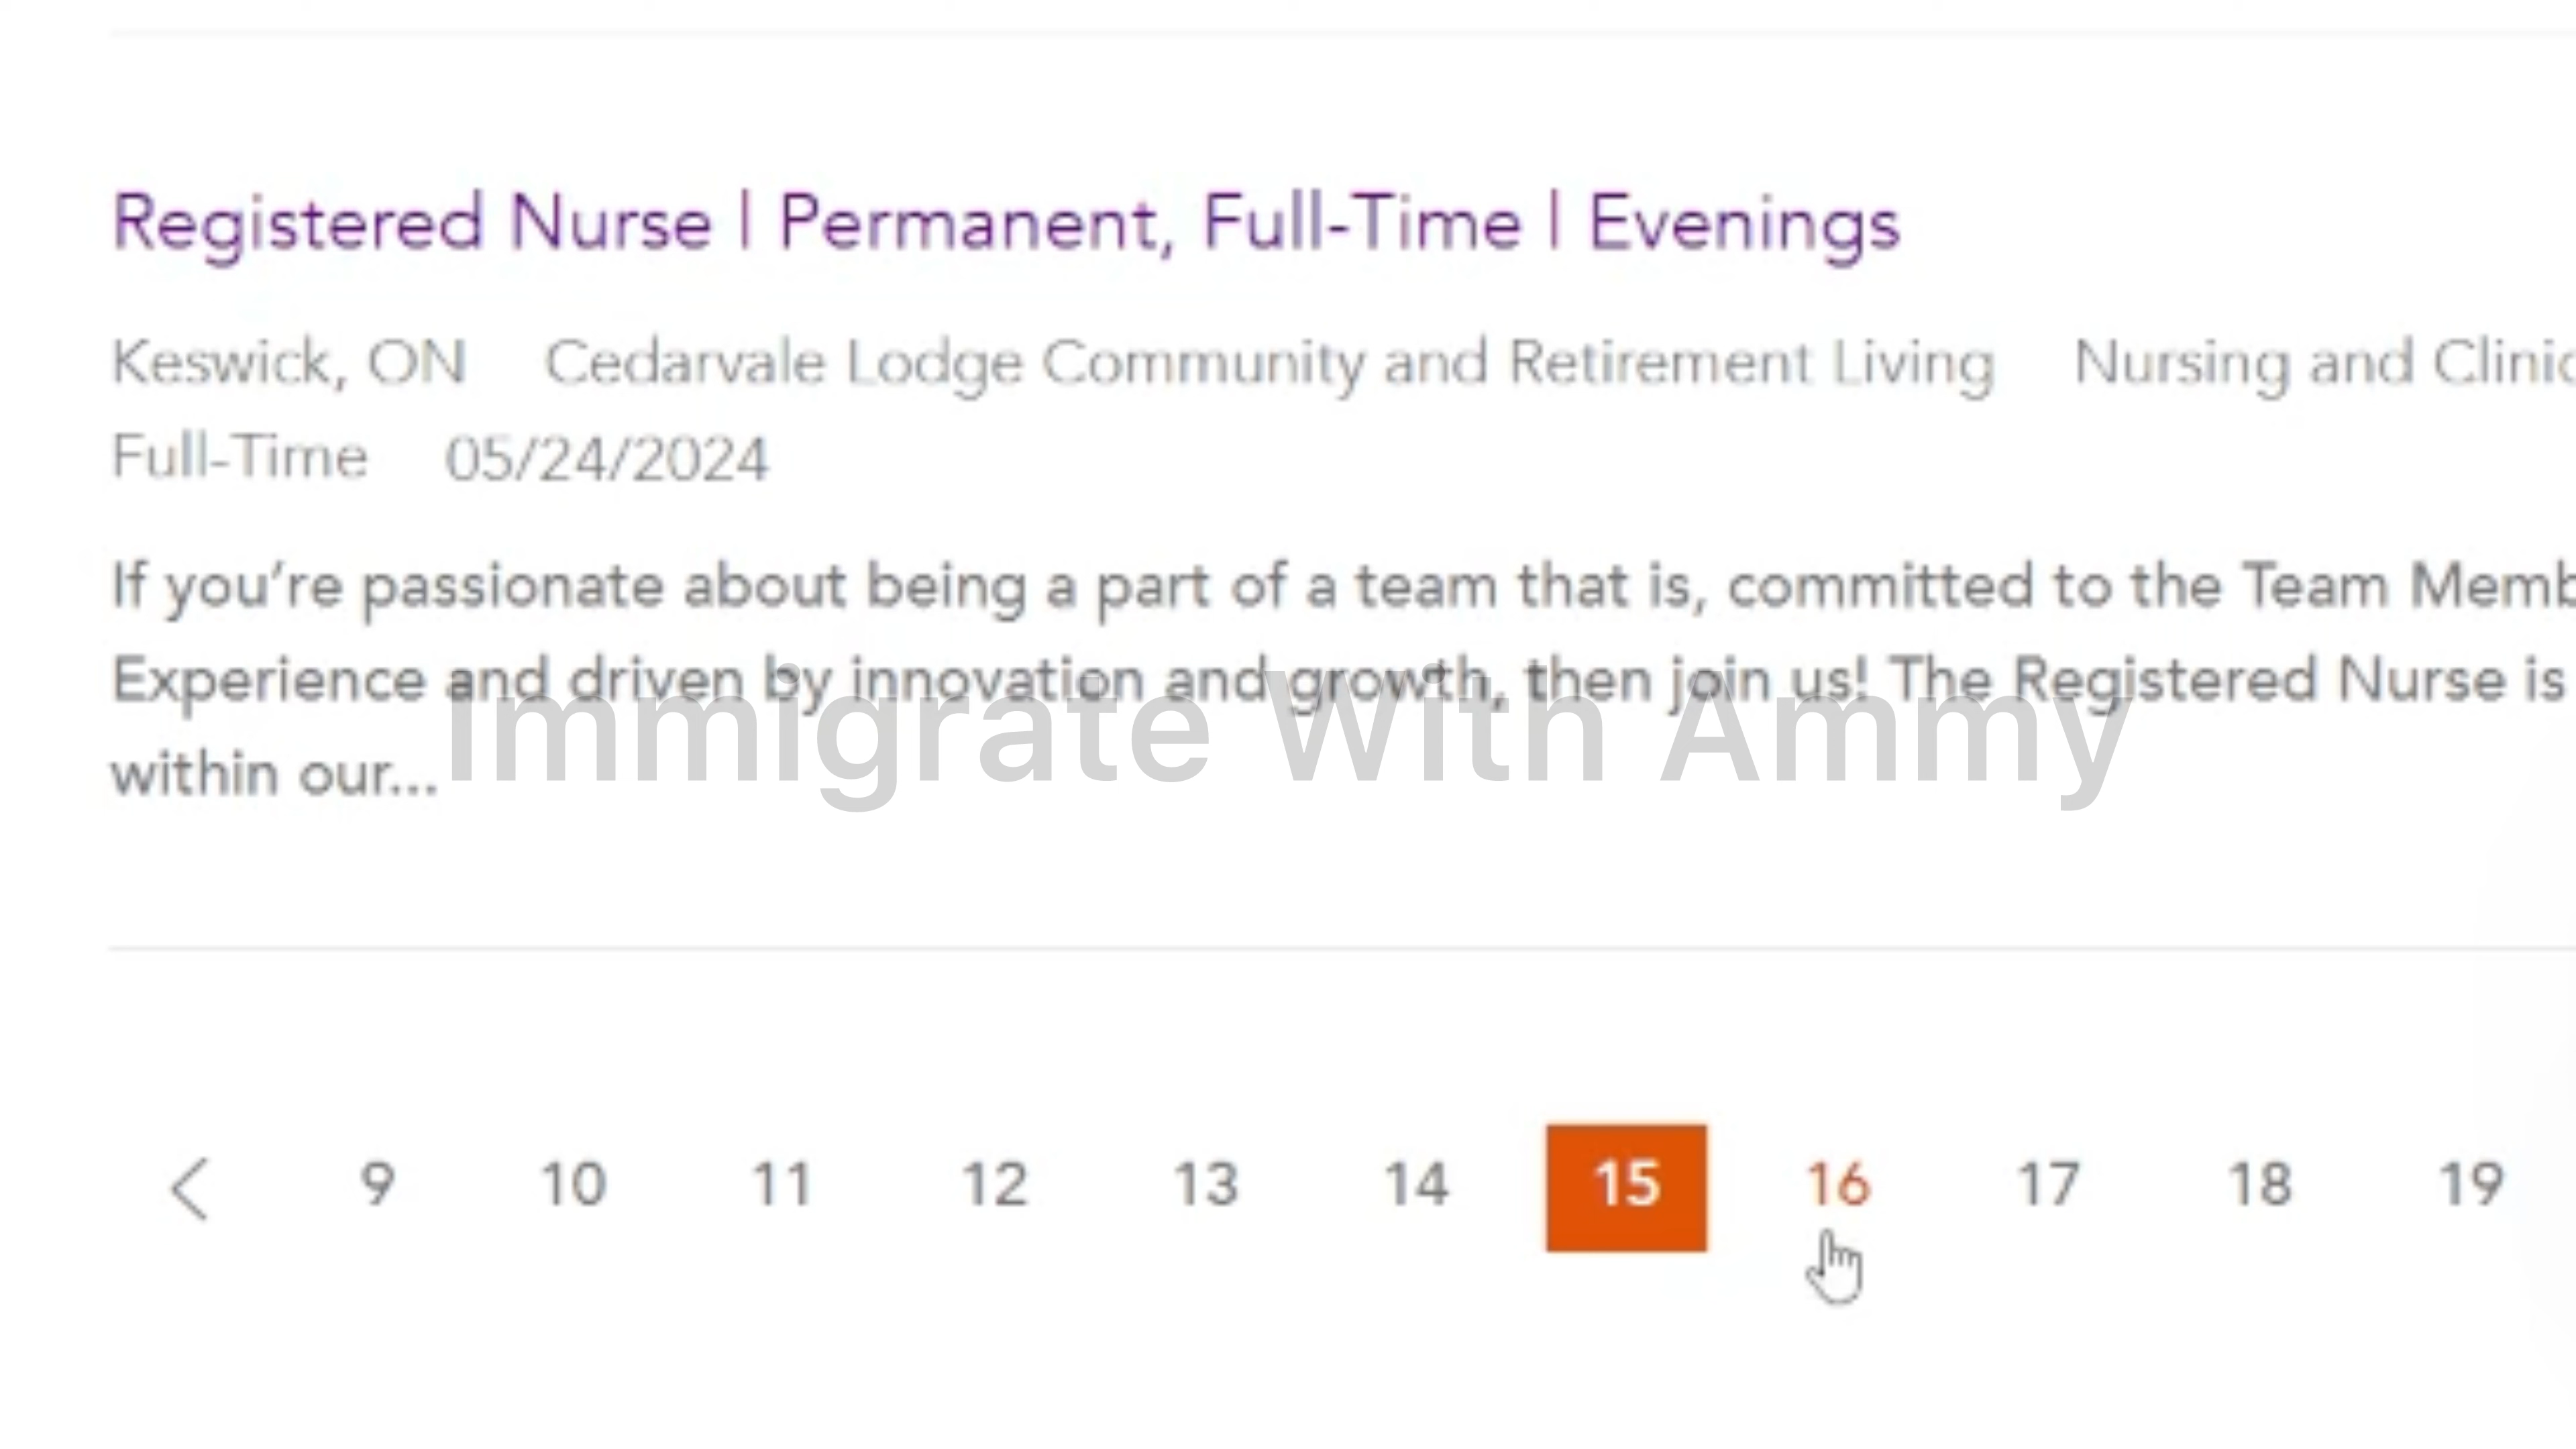 Registered Nurse | Permanent, Full-Time | Evenings
Keswick, ON Cedarvale Lodge Community and Retirement Living Nursing and Clinic
Full-Time 05/24/2024
If you’re passionate about being a part of a team that is, committed to the Team Memb
Experience and driven by innovation and growth, then join us! The Registered Nurse is
within our...
Immigrate With Ammy
< 9 10 11 12 13 14 15 16 17 18 19